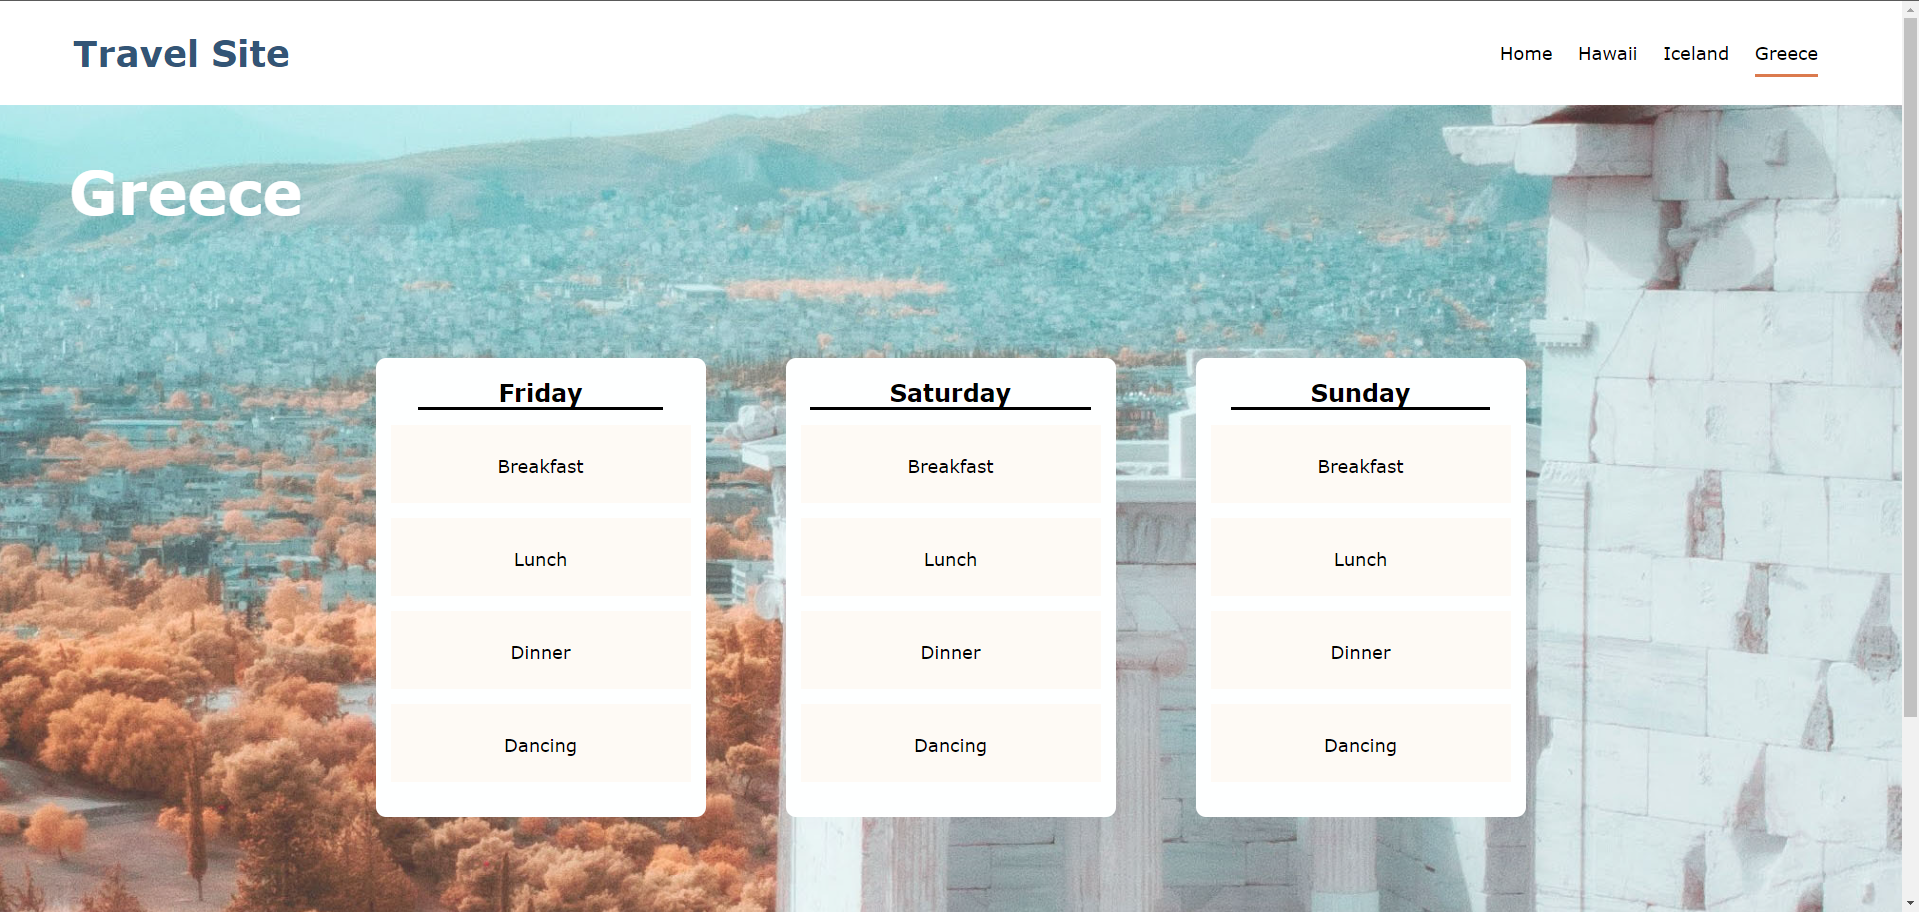 Travel Site
Home Hawaii Iceland Greece
Greece
Friday
Breakfast
Lunch
Dinner
Dancing
Saturday
Breakfast
Lunch
Dinner
Dancing
Sunday
Breakfast
Lunch
Dinner
Dancing